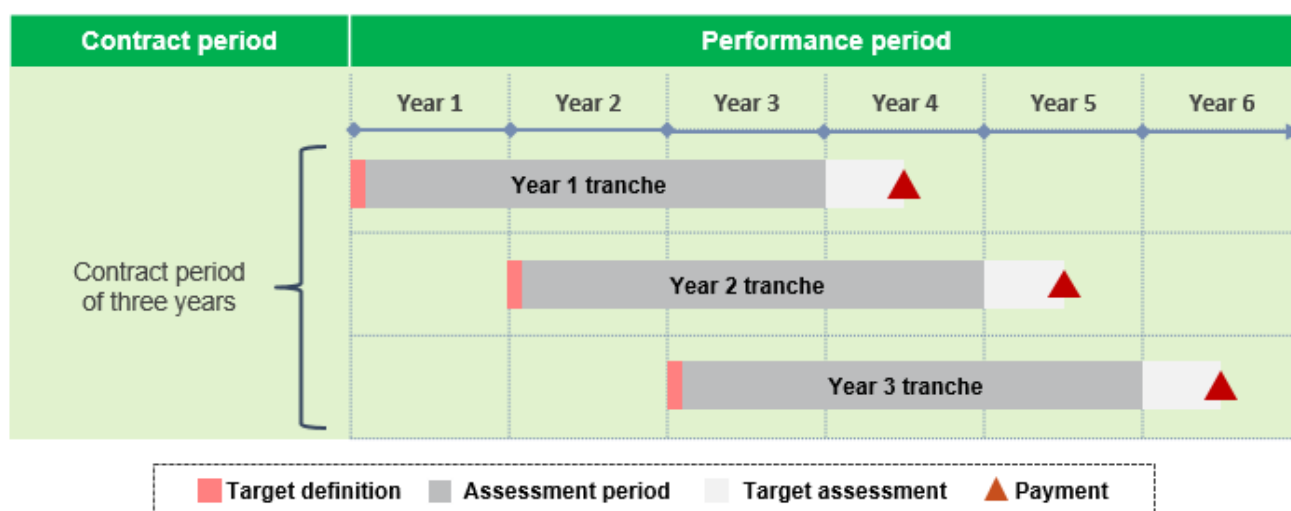 Contract period
Performance period
Year 1
Year 2
Year 3
Year 4
Year 5
Year 6
Year 1 tranche
Contract period
of three years
Year 2 tranche
Year 3 tranche
Target definition
Assessment period
Target assessment
Payment